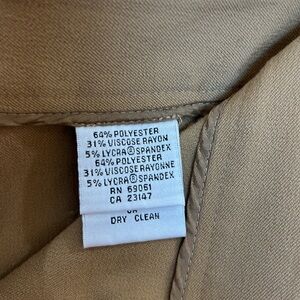 64% POLYESTER
31% VISCOSE RAYON
5% LYCRA® SPANDEX
64% POLYESTER
31% VISCOSE RAYONNE
5% LYCRA® SPANDEX
RN 69061
CA 23147
DRY CLEAN